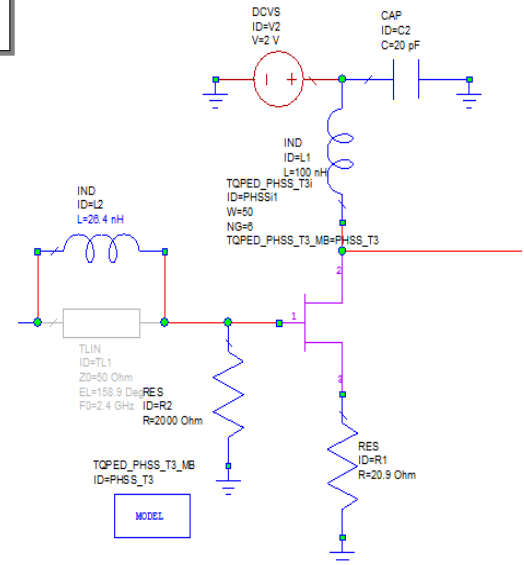 DCVS
ID=V2
V=2 V
CAP
ID=C2
C=20 pF
IND
ID=L1
L=100 nH
TQPED_PHSS_T3i
ID=PHSSi1
W=50
NG=6
TQPED_PHSS_T3_MB=PHSS_T3
IND
ID=L2
L=26.4 nH
2
1
3
TLIN
ID=TL1
Z0=50 Ohm
EL=158.9 Deg
F0=2.4 GHz
RES
ID=R2
R=2000 Ohm
RES
ID=R1
R=20.9 Ohm
TQPED_PHSS_T3_MB
ID=PHSS_T3
MODEL